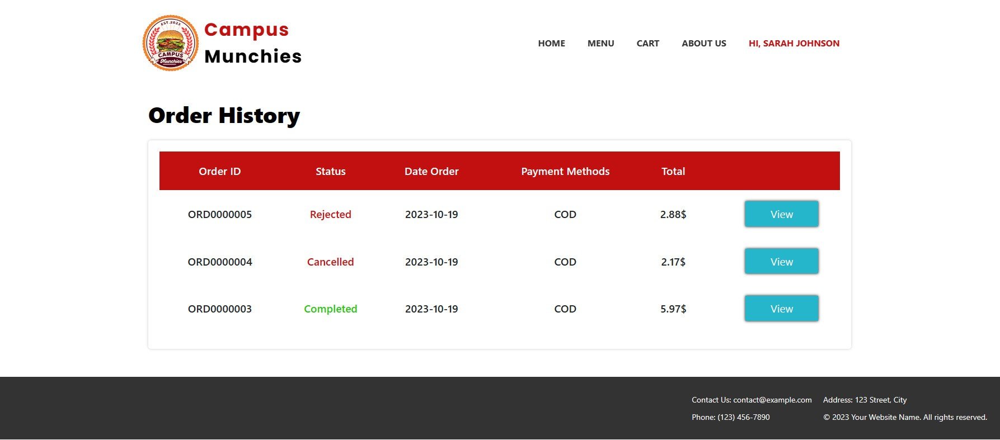 EST.2023
CAMPUS
Munchies
Campus
Munchies
HOME MENU CART ABOUT US HI, SARAH JOHNSON
Order History
Order ID Status Date Order Payment Methods Total
ORD0000005 Rejected 2023-10-19 COD 2.88$ View
ORD0000004 Cancelled 2023-10-19 COD 2.17$ View
ORD0000003 Completed 2023-10-19 COD 5.97$ View
Contact Us: contact@example.com Address: 123 Street, City
Phone: (123) 456-7890 © 2023 Your Website Name. All rights reserved.